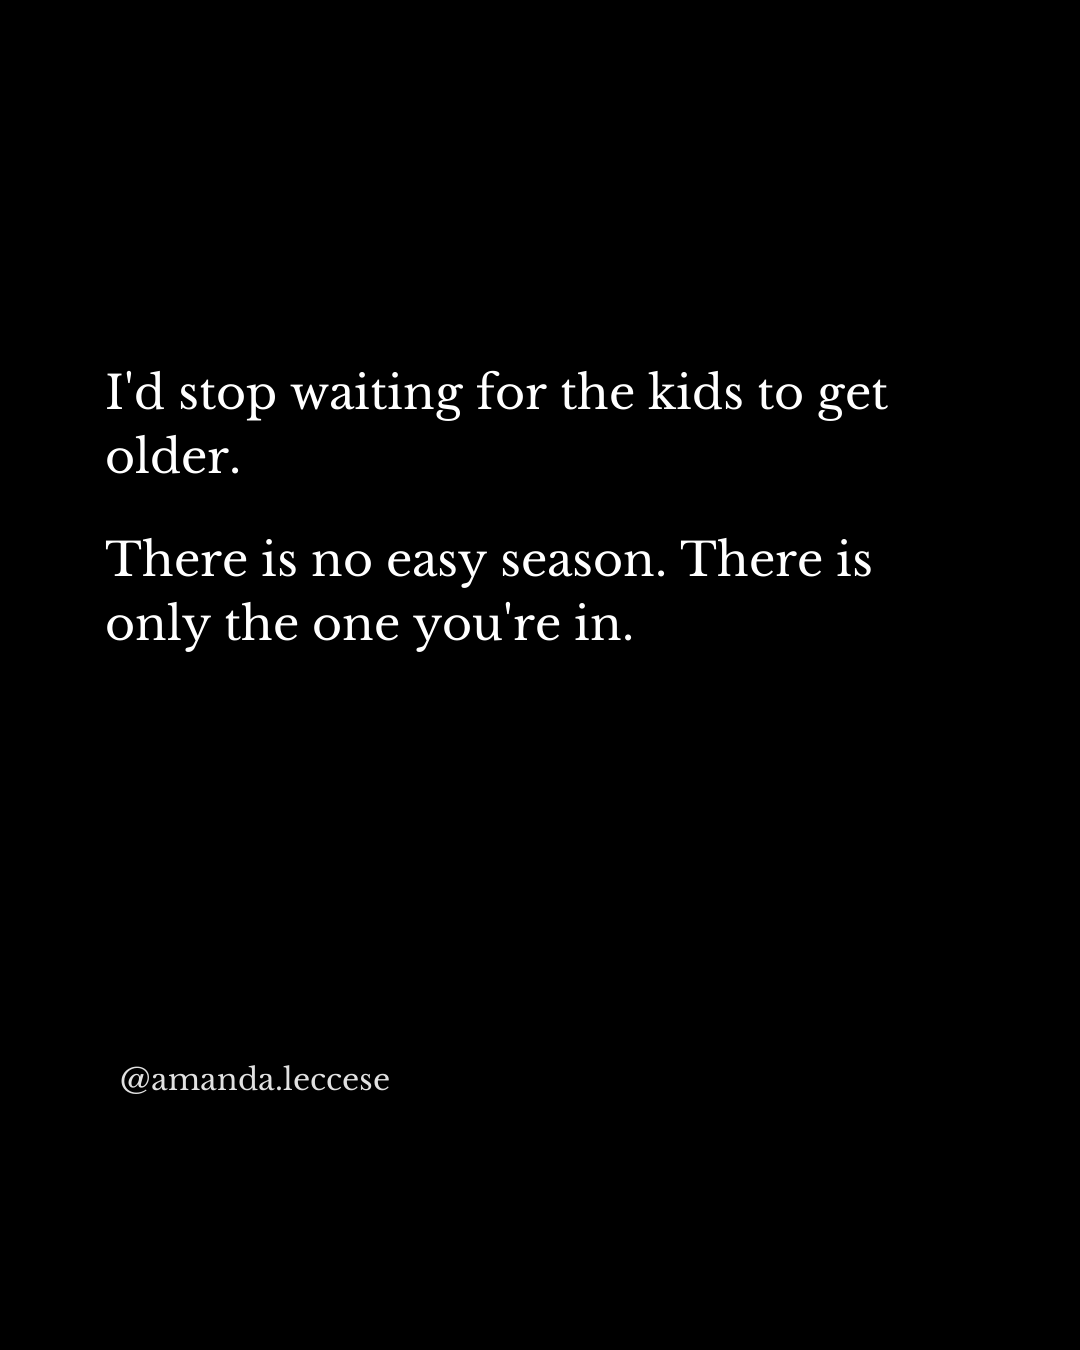 I'd stop waiting for the kids to get
older.
There is no easy season. There is
only the one you're in.
@amanda.leccese